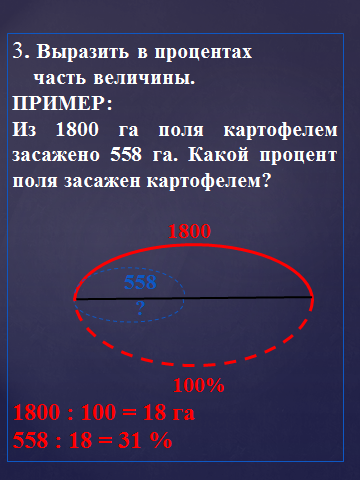 3. Выразить в процентах
часть величины.
ПРИМЕР:
Из 1800 га поля картофелем
засажено 558 га. Какой процент
поля засажен картофелем?
1800
558
?
100%
1800 : 100 = 18 га
558 : 18 = 31 %